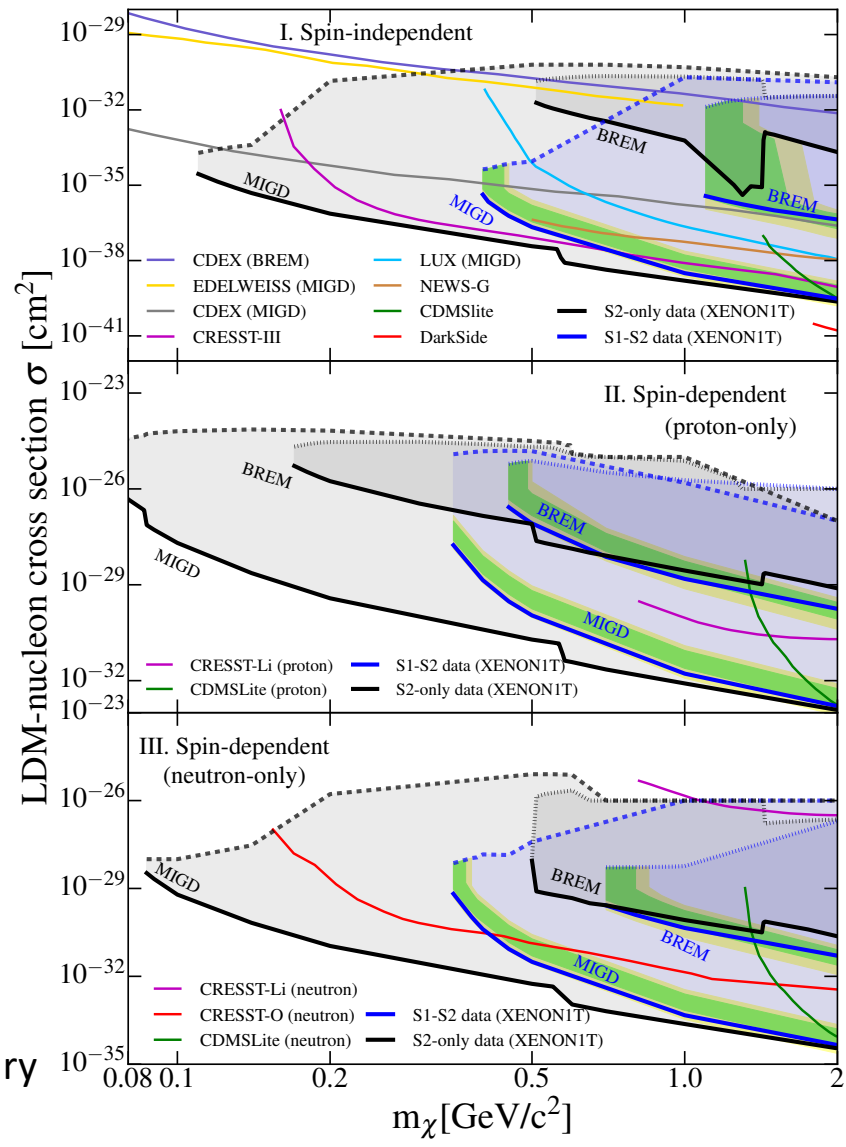 LDM-nucleon cross section σ [cm²]
10⁻²⁹
10⁻³²
10⁻³⁵
10⁻³⁸
10⁻⁴¹
I. Spin-independent
BREM
MIGD
MIGD
BREM
CDEX (BREM)
EDELWEISS (MIGD)
CDEX (MIGD)
CRESST-III
LUX (MIGD)
NEWS-G
CDMSlite
DarkSide
S2-only data (XENON1T)
S1-S2 data (XENON1T)
10⁻²³
10⁻²⁶
10⁻²⁹
10⁻³²
II. Spin-dependent
(proton-only)
BREM
BREM
MIGD
MIGD
CRESST-Li (proton)
CDMSLite (proton)
S1-S2 data (XENON1T)
S2-only data (XENON1T)
10⁻²³
10⁻²⁶
10⁻²⁹
10⁻³²
10⁻³⁵
III. Spin-dependent
(neutron-only)
MIGD
BREM
BREM
MIGD
CRESST-Li (neutron)
CRESST-O (neutron)
CDMSLite (neutron)
S1-S2 data (XENON1T)
S2-only data (XENON1T)
ry
0.08 0.1 0.2 0.5 1.0 2
mᵪ[GeV/c²]